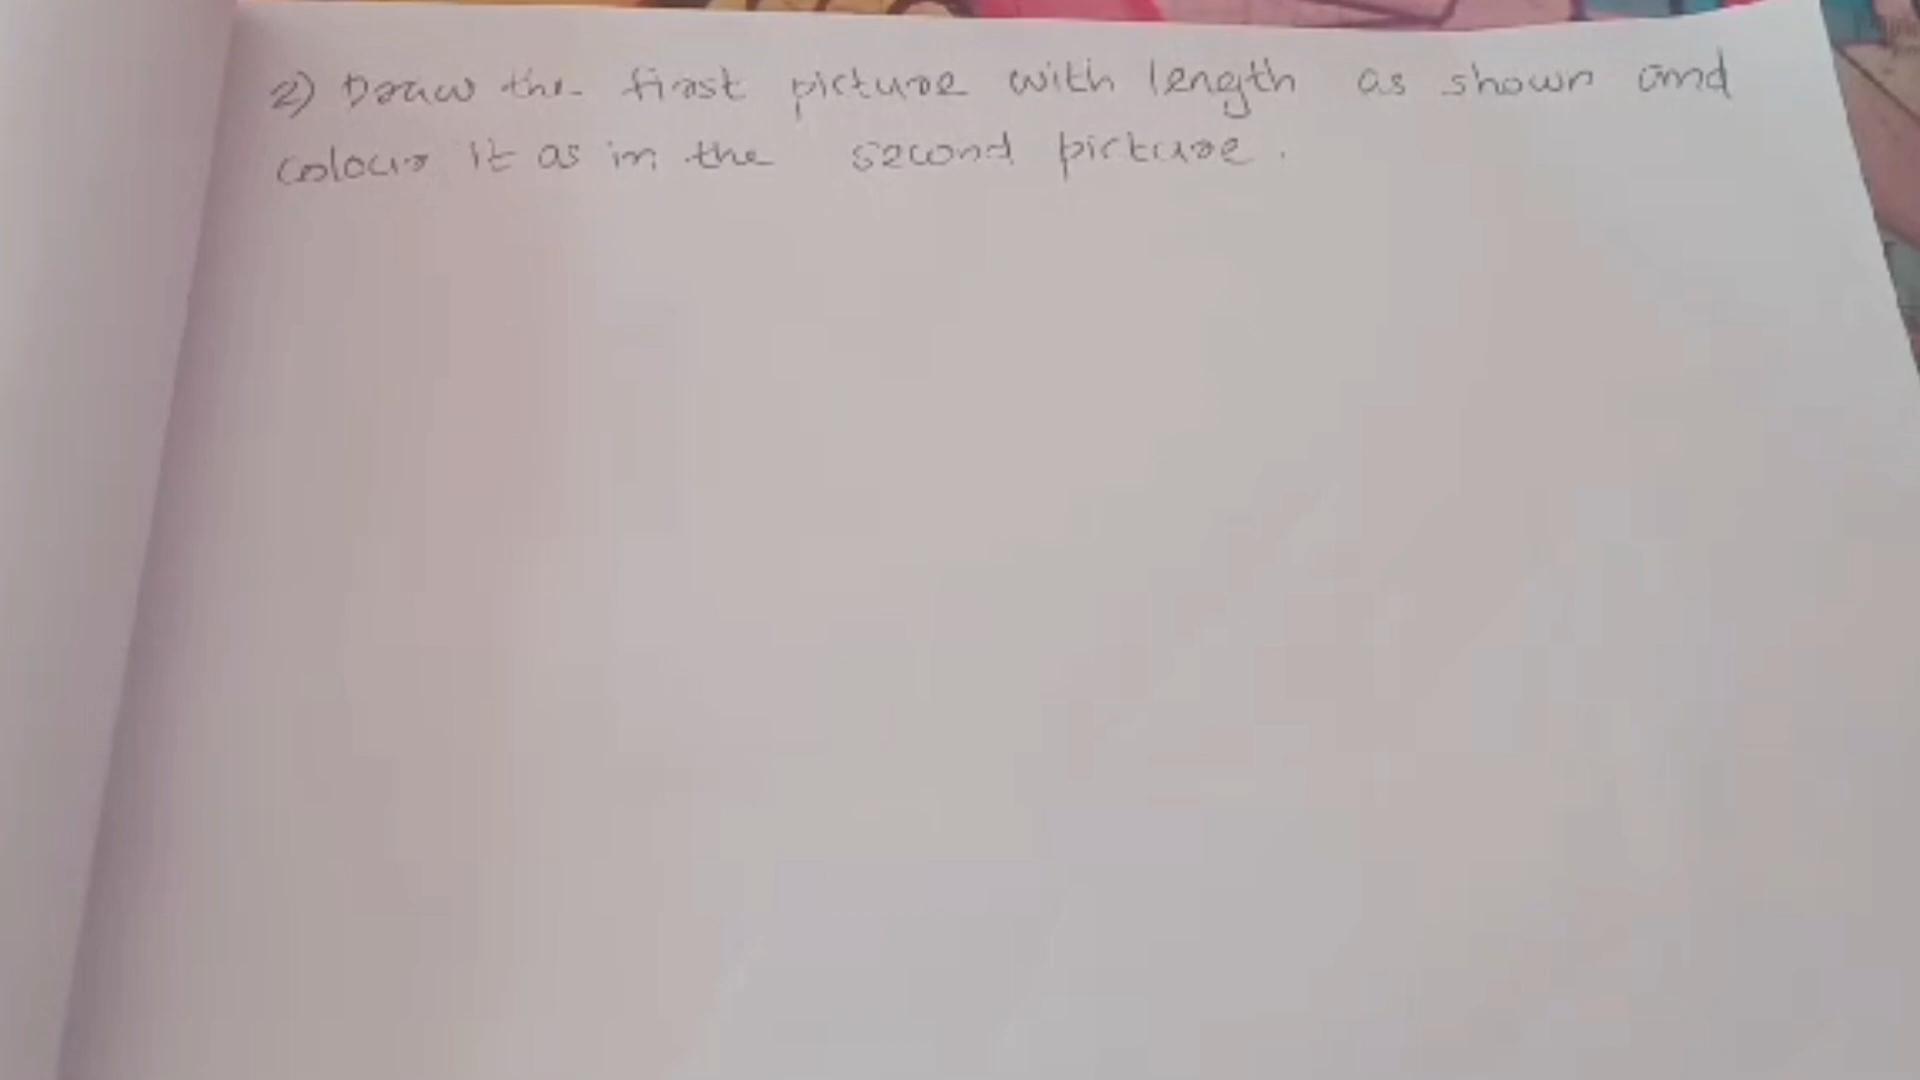 2) Draw the first picture with length as shown and
colour it as in the second picture.